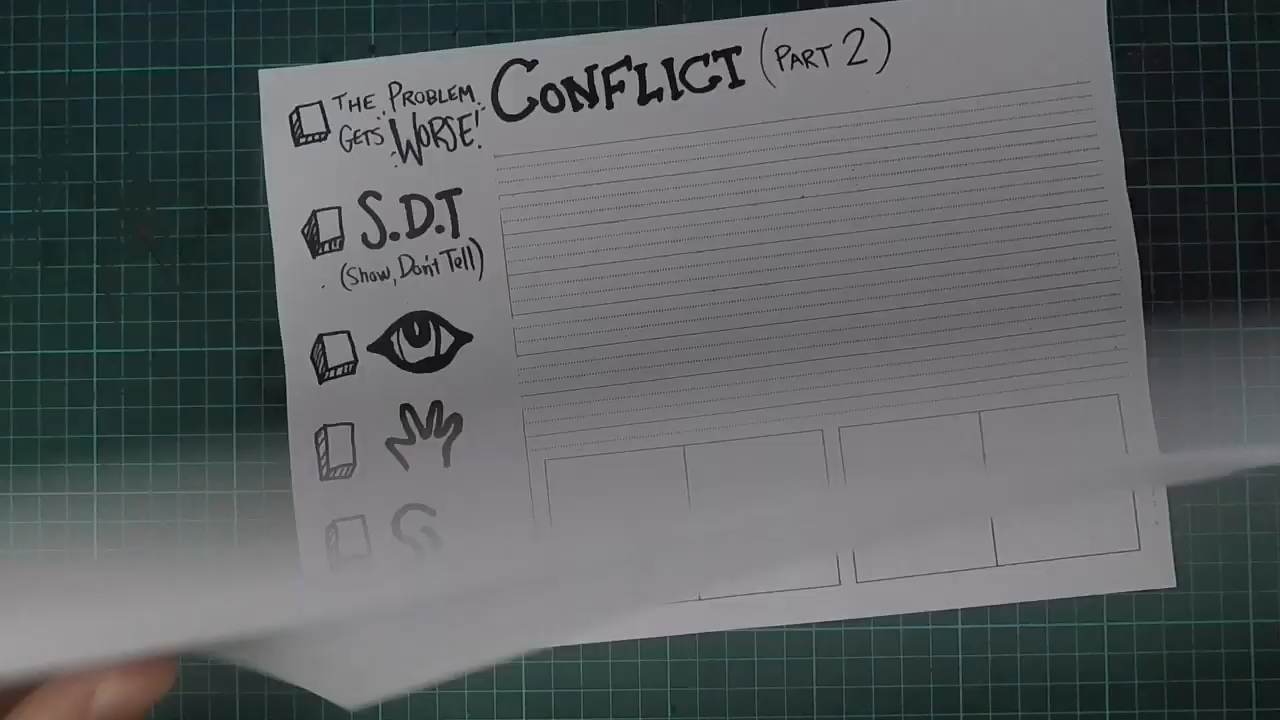 THE PROBLEM
GETS WORSE!
CONFLICT (PART 2)
S.D.T
(Show, Don't Tell)